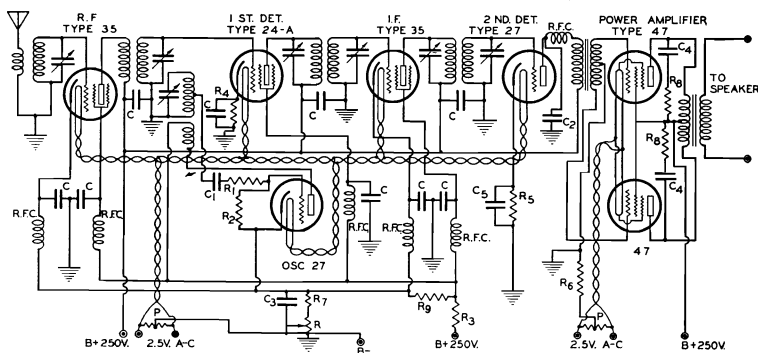 R.F
TYPE 35
1 ST. DET.
TYPE 24-A
I.F.
TYPE 35
2 ND. DET.
TYPE 27
R.F.C.
POWER AMPLIFIER
TYPE 47
C4
R8
TO
SPEAKER
R4
C
C
C
C
C2
R8
C4
C C
C1
R1
R2
C
C C
C5
R5
R.F.C.
R.F.C
R.F.C.
R.F.C.
R.F.C.
OSC 27
47
C3
R7
R9
R3
R6
P
R
P
B+250V.
2.5V. A-C
B-
B+250V.
2.5V. A-C
B+250V.